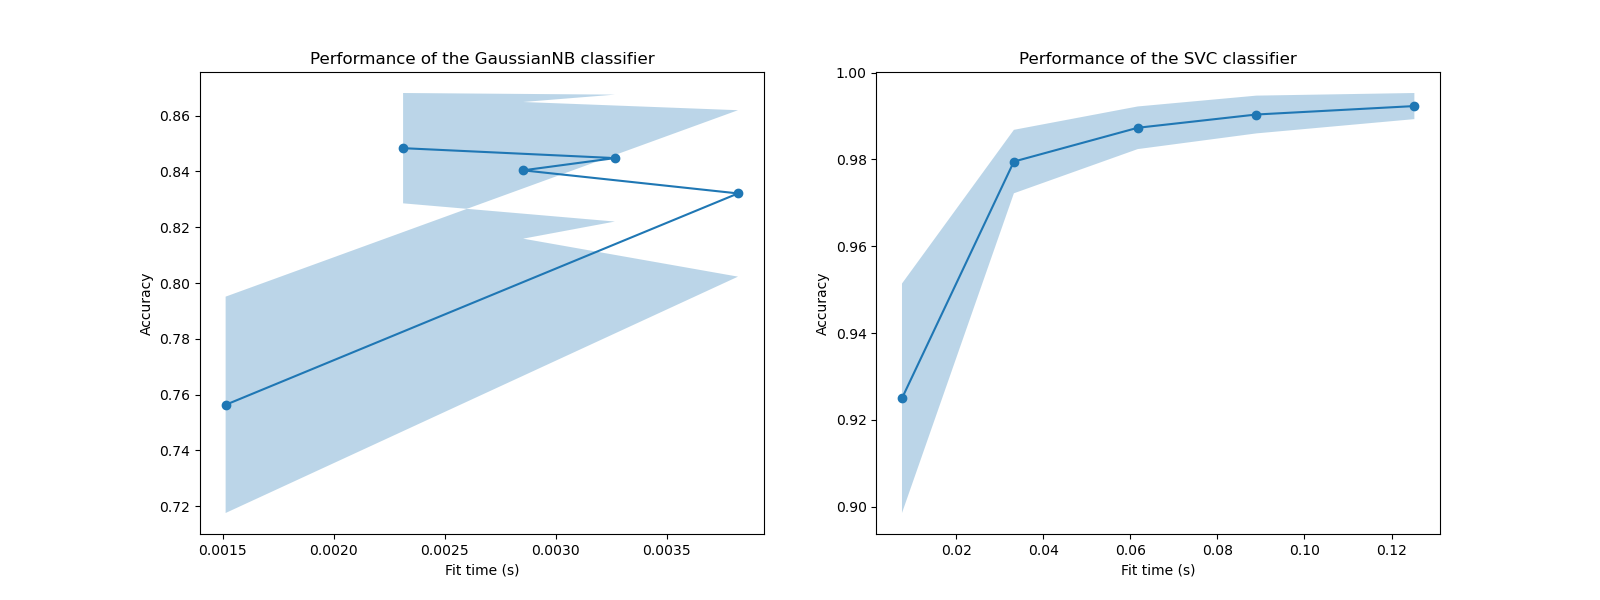 Performance of the GaussianNB classifier
0.86
0.84
0.82
0.80
0.78
0.76
0.74
0.72
Accuracy
0.0015 0.0020 0.0025 0.0030 0.0035
Fit time (s)
Performance of the SVC classifier
1.00
0.98
0.96
0.94
0.92
0.90
Accuracy
0.02 0.04 0.06 0.08 0.10 0.12
Fit time (s)